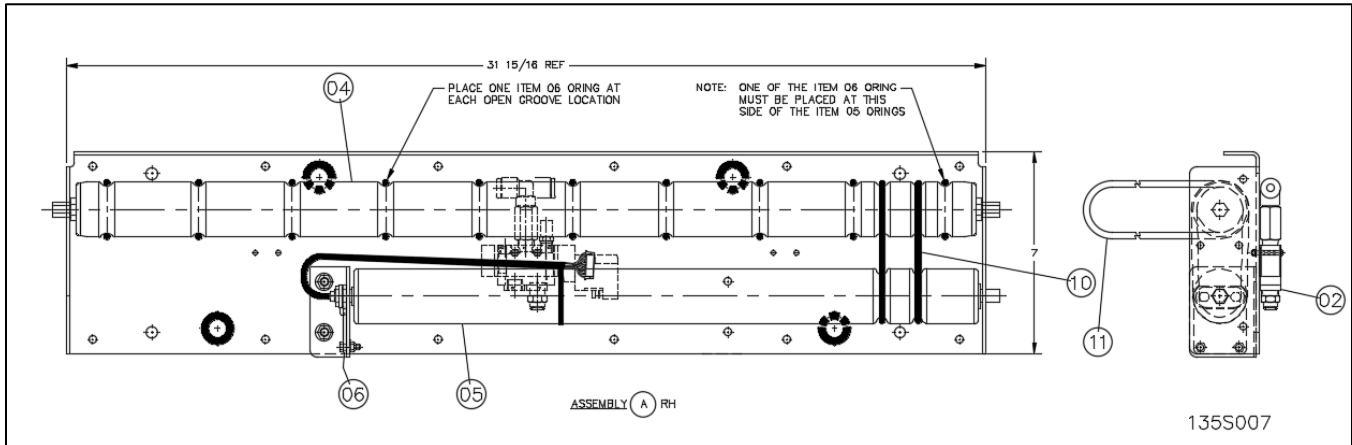 31 15/16 REF
04
PLACE ONE ITEM 06 ORING AT
EACH OPEN GROOVE LOCATION
NOTE: ONE OF THE ITEM 06 ORING
MUST BE PLACED AT THIS
SIDE OF THE ITEM 05 ORINGS
7
10
11
02
06
05
ASSEMBLY A RH
135S007